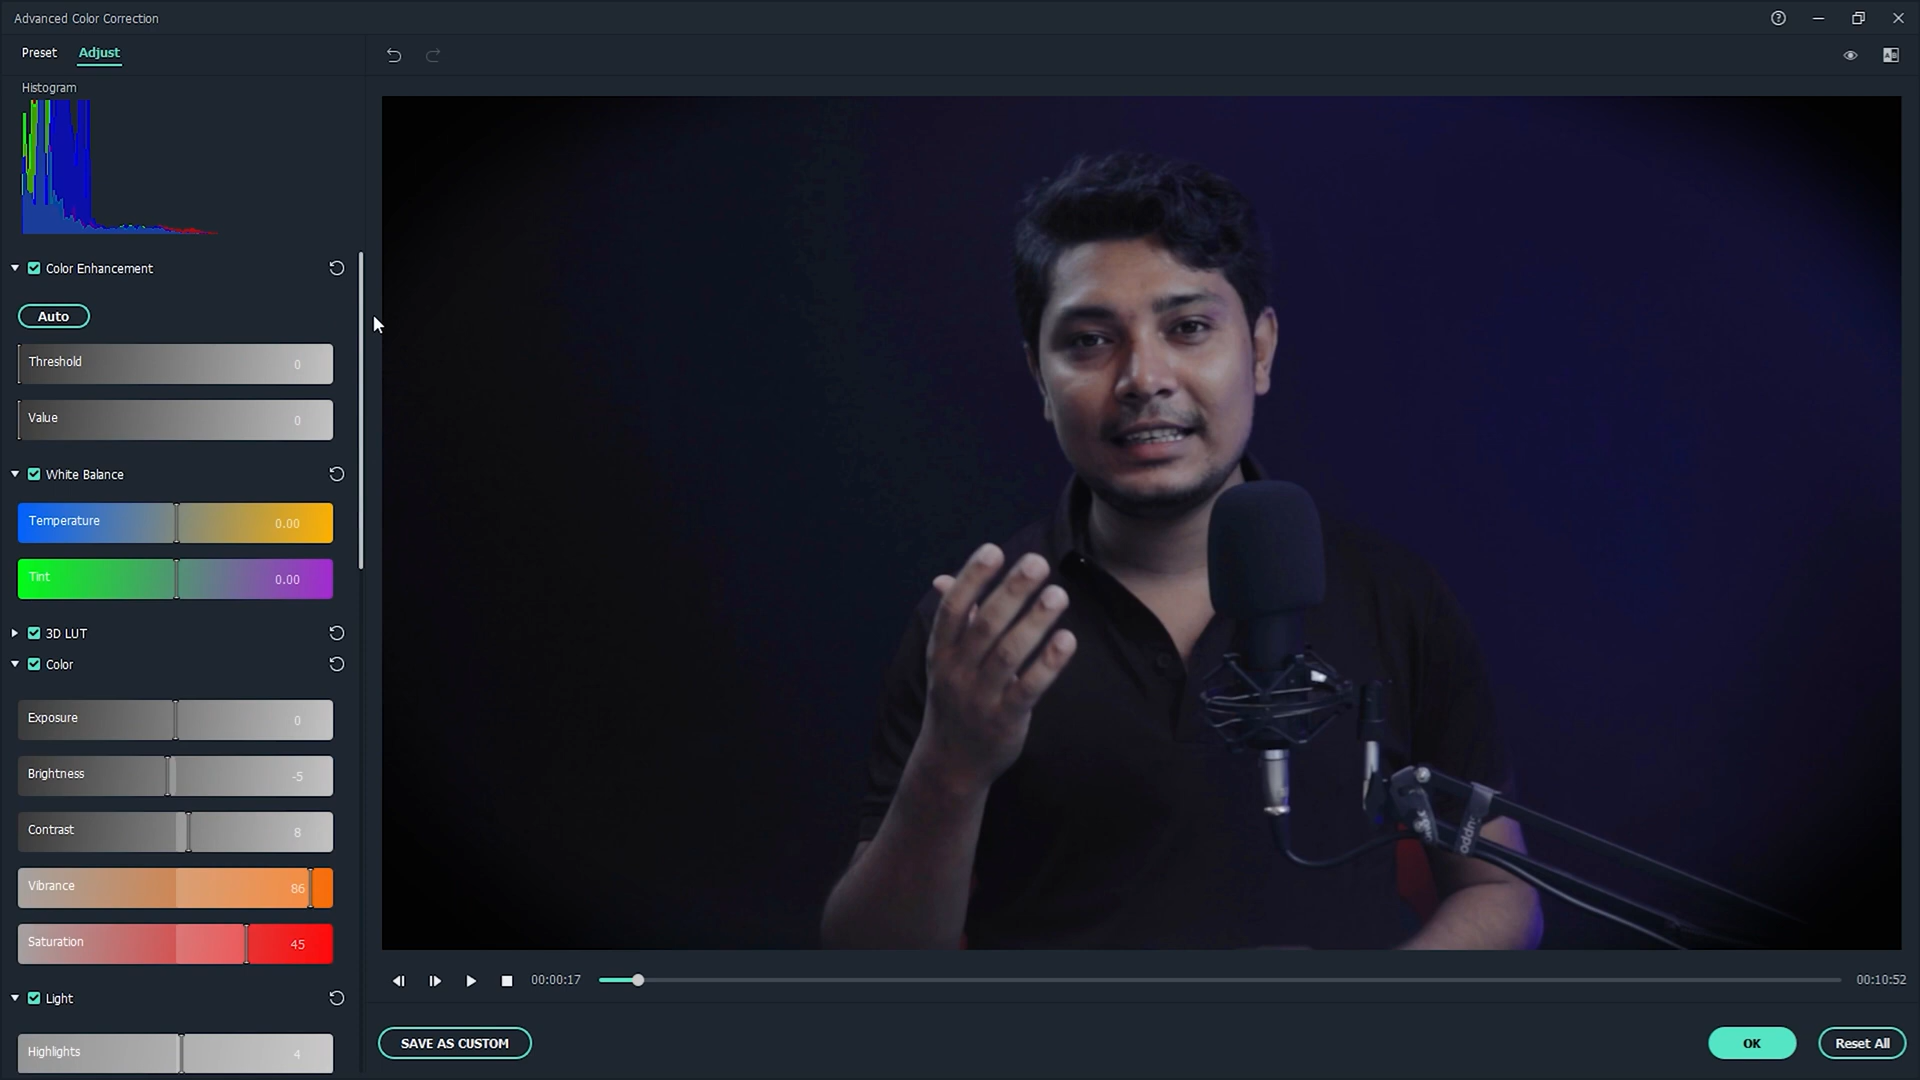 Advanced Color Correction
Preset Adjust
Histogram
Color Enhancement
Auto
Threshold 0
Value 0
White Balance
Temperature 0.00
Tint 0.00
3D LUT
Color
Exposure 0
Brightness -5
Contrast 8
Vibrance 86
Saturation 45
Light
Highlights 4
00:00:17
00:10:52
SAVE AS CUSTOM
OK
Reset All